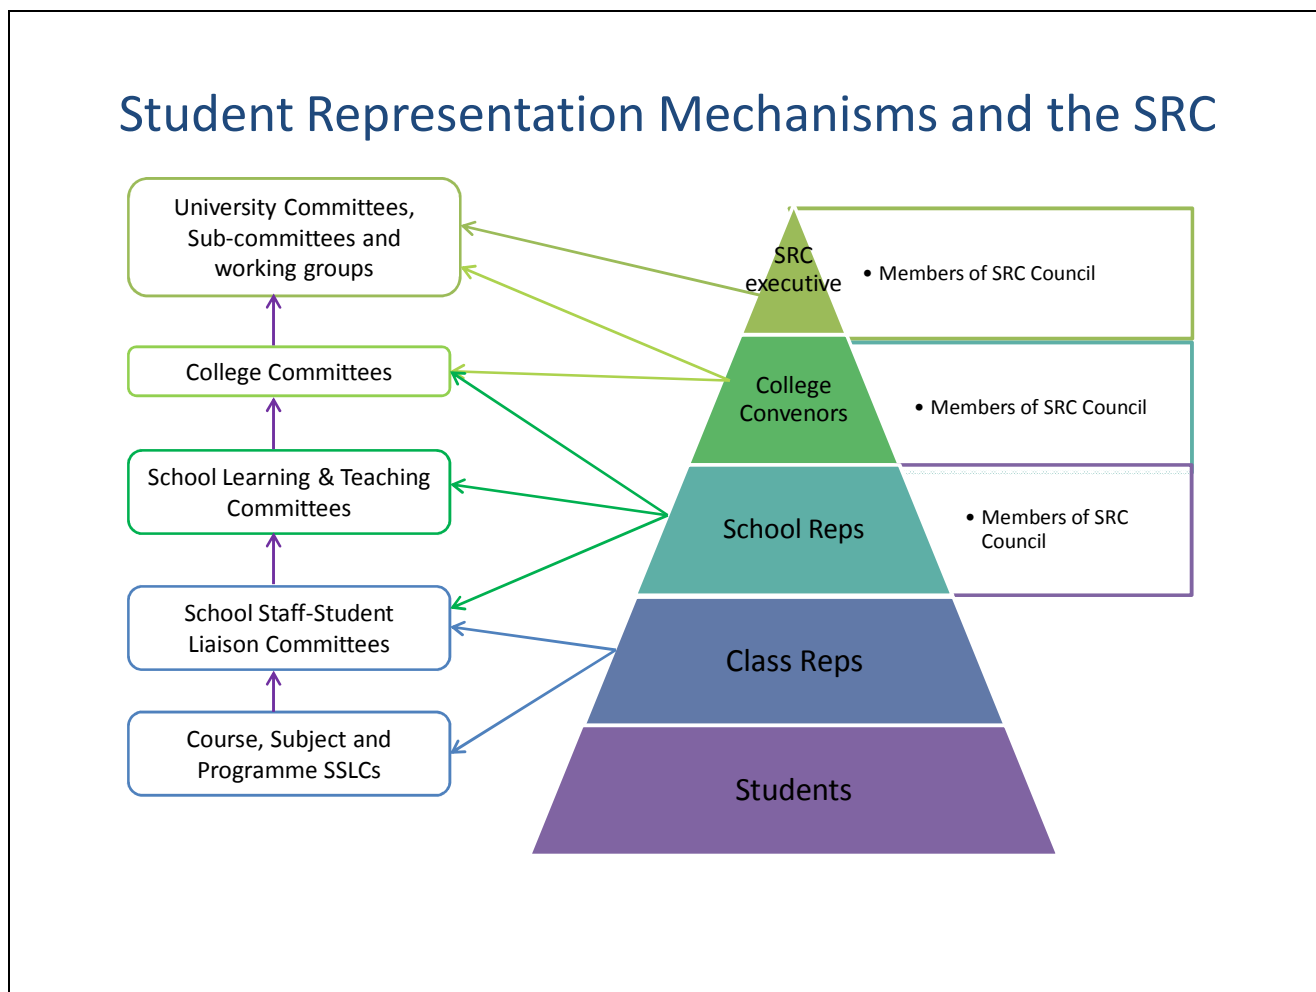 Student Representation Mechanisms and the SRC
University Committees,
Sub-committees and
working groups
College Committees
School Learning & Teaching
Committees
School Staff-Student
Liaison Committees
Course, Subject and
Programme SSLCs
SRC
executive
• Members of SRC Council
College
Convenors
• Members of SRC Council
School Reps
• Members of SRC
Council
Class Reps
Students